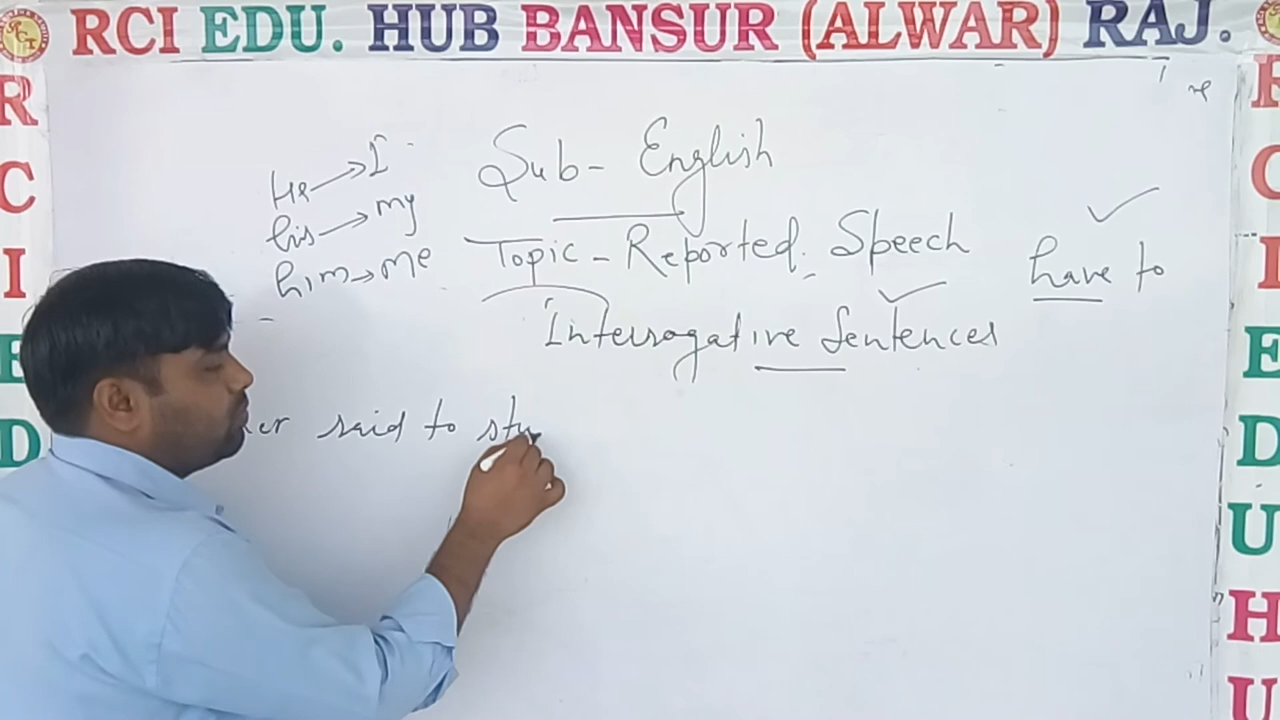 RCI EDU. HUB BANSUR (ALWAR) RAJ.
R
C
I
E
D
He → I
his → my
him → me
Sub - English
Topic - Reported Speech
Interrogative Sentences
have to
said to stu
R
C
I
E
D
U
H
U